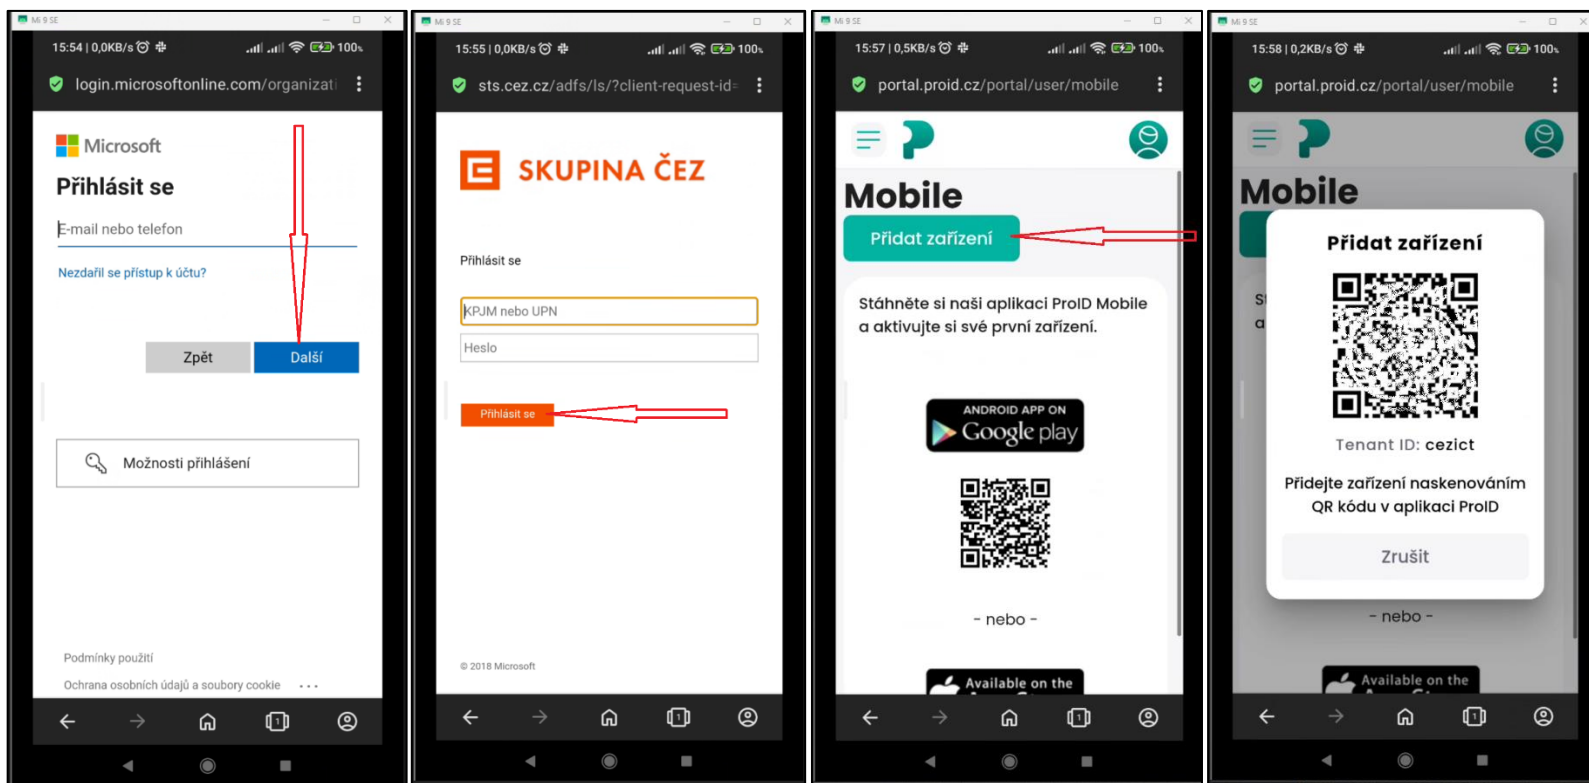 Mi 9 SE
15:54 | 0,0KB/s 100%
login.microsoftonline.com/organizati
Microsoft
Přihlásit se
E-mail nebo telefon
Nezdařil se přístup k účtu?
Zpět
Další
Možnosti přihlášení
Podmínky použití
Ochrana osobních údajů a soubory cookie ...
1
Mi 9 SE
15:55 | 0,0KB/s 100%
sts.cez.cz/adfs/ls/?client-request-id=
SKUPINA ČEZ
Přihlásit se
KPJM nebo UPN
Heslo
Přihlásit se
© 2018 Microsoft
1
Mi 9 SE
15:57 | 0,5KB/s 100%
portal.proid.cz/portal/user/mobile
Mobile
Přidat zařízení
Stáhněte si naši aplikaci ProID Mobile
a aktivujte si své první zařízení.
ANDROID APP ON
Google play
- nebo -
Available on the
1
Mi 9 SE
15:58 | 0,2KB/s 100%
portal.proid.cz/portal/user/mobile
Mobile
Přidat zařízení
Tenant ID: cezict
Přidejte zařízení naskenováním
QR kódu v aplikaci ProID
Zrušit
- nebo -
Available on the
1